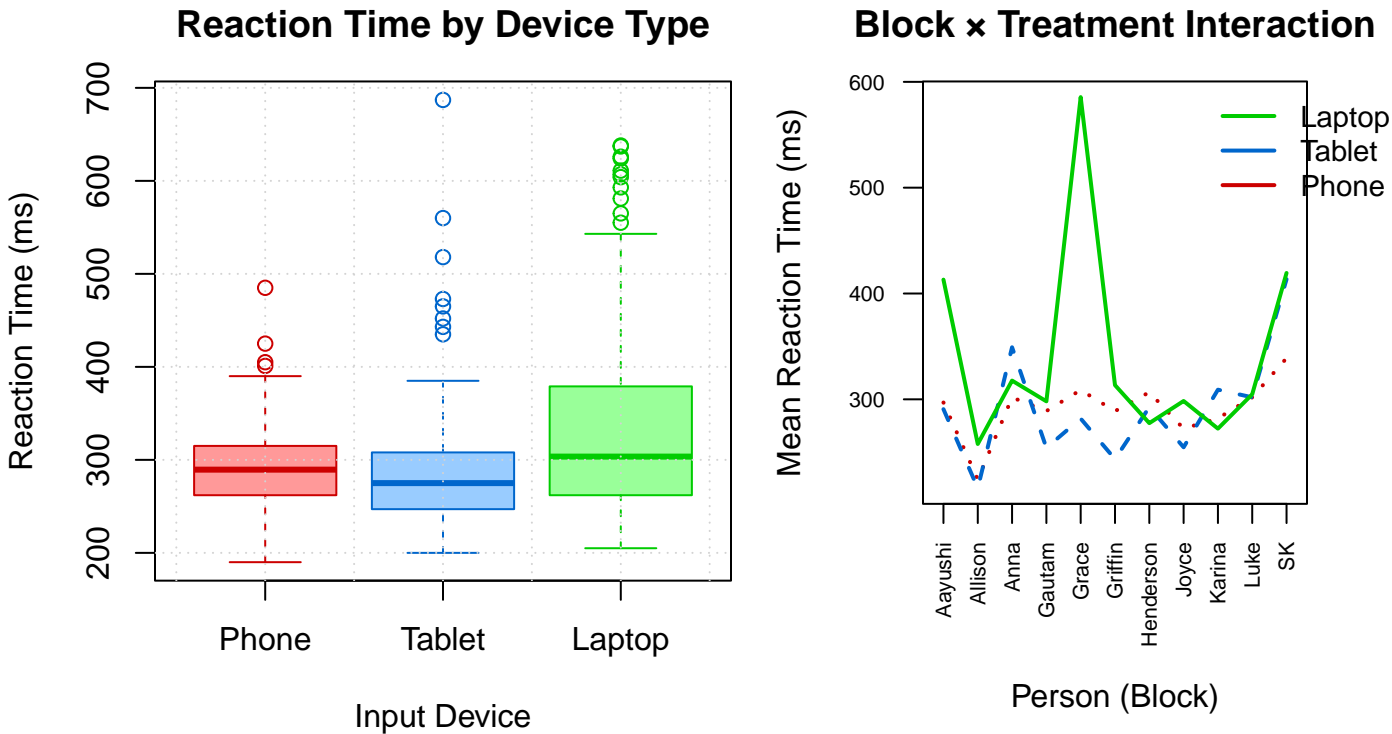 Reaction Time by Device Type
Reaction Time (ms)
700
600
500
400
300
200
Phone
Tablet
Laptop
Input Device
Block × Treatment Interaction
Mean Reaction Time (ms)
600
500
400
300
Laptop
Tablet
Phone
Aayushi
Allison
Anna
Gautam
Grace
Griffin
Henderson
Joyce
Karina
Luke
SK
Person (Block)